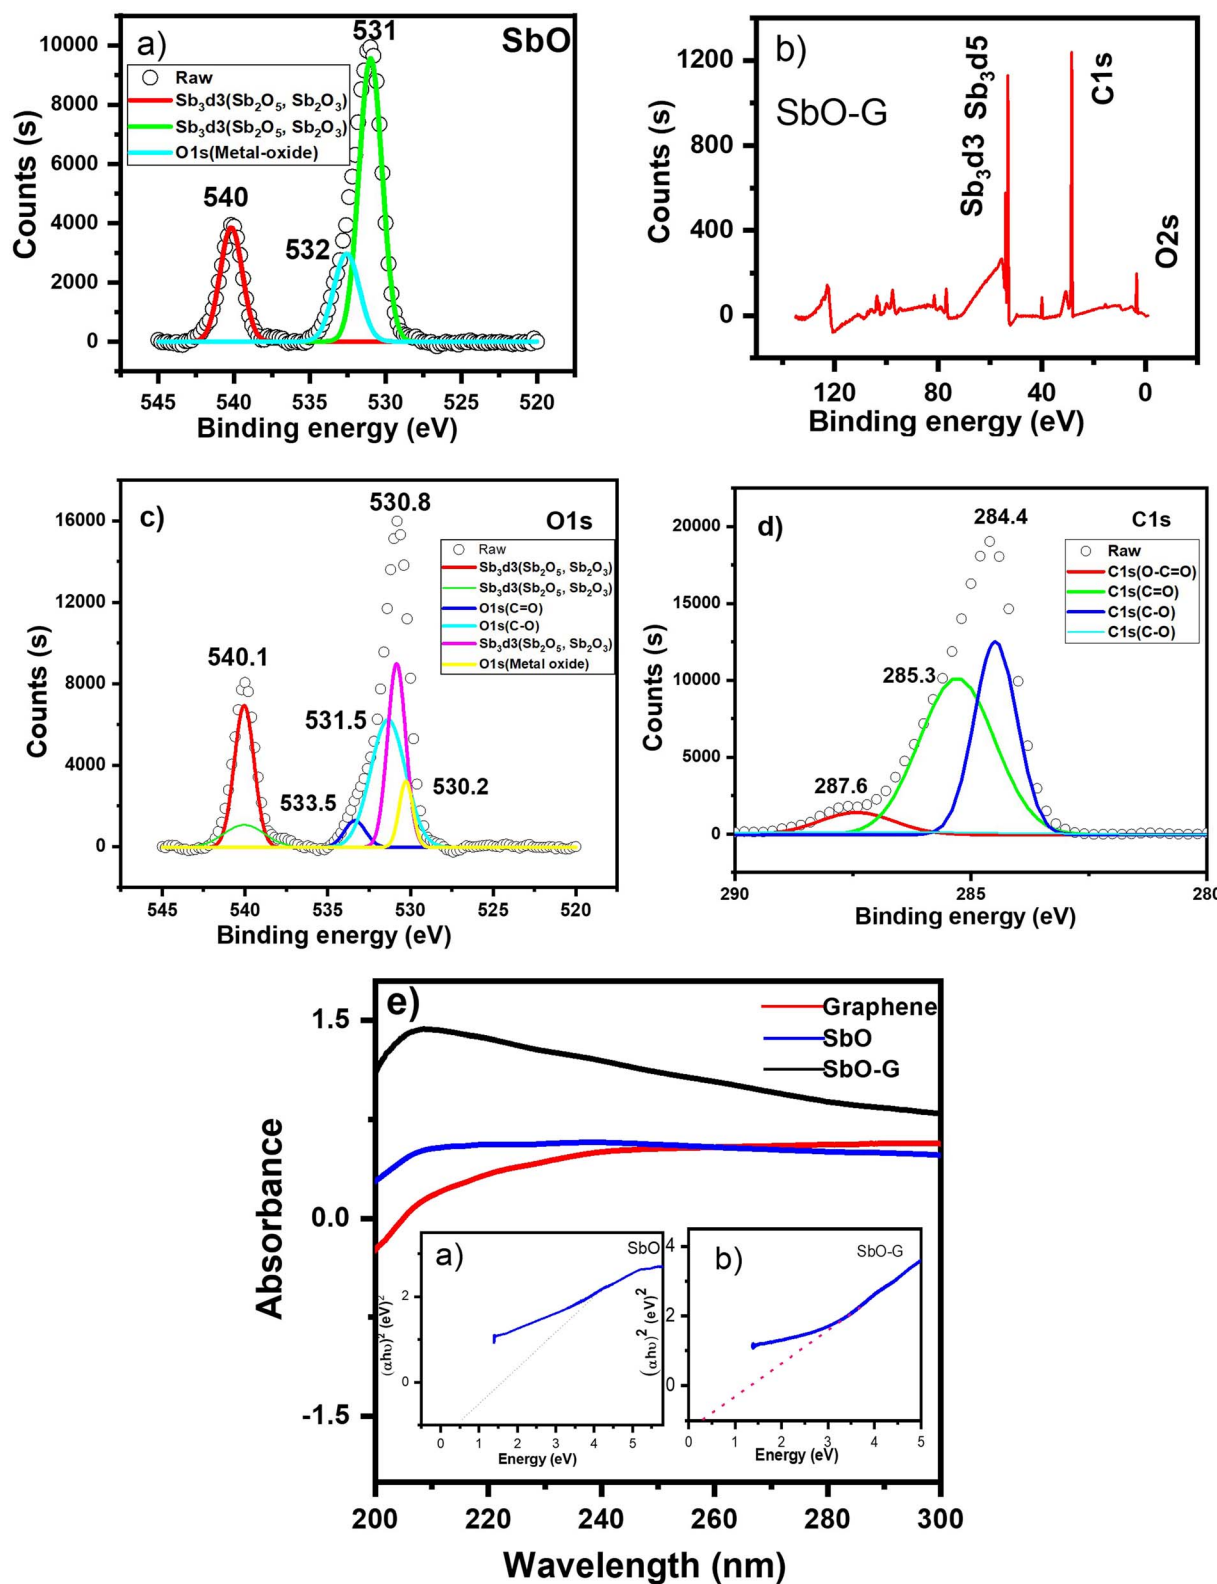 a)
531
SbO
Raw
Sb₃d3(Sb₂O₅, Sb₂O₃)
Sb₃d3(Sb₂O₅, Sb₂O₃)
O1s(Metal-oxide)
540
532
Counts (s)
10000
8000
6000
4000
2000
0
545 540 535 530 525 520
Binding energy (eV)
b)
SbO-G
Sb₃d3 Sb₃d5
C1s
O2s
Counts (s)
1200
800
400
0
120 80 40 0
Binding energy (eV)
c)
530.8
O1s
Raw
Sb₃d3(Sb₂O₅, Sb₂O₃)
Sb₃d3(Sb₂O₅, Sb₂O₃)
O1s(C=O)
O1s(C-O)
Sb₃d3(Sb₂O₅, Sb₂O₃)
O1s(Metal oxide)
540.1
531.5
533.5
530.2
Counts (s)
16000
12000
8000
4000
0
545 540 535 530 525 520
Binding energy (eV)
d)
284.4
C1s
Raw
C1s(O-C=O)
C1s(C=O)
C1s(C-O)
C1s(C-O)
285.3
287.6
Counts (s)
20000
15000
10000
5000
0
290 285 280
Binding energy (eV)
e)
Graphene
SbO
SbO-G
Absorbance
1.5
0.0
-1.5
a)
SbO
(αhυ)² (eV)²
2
0
0 1 2 3 4 5
Energy (eV)
b)
SbO-G
(αhυ)² (eV)²
4
2
0
0 1 2 3 4 5
Energy (eV)
200 220 240 260 280 300
Wavelength (nm)